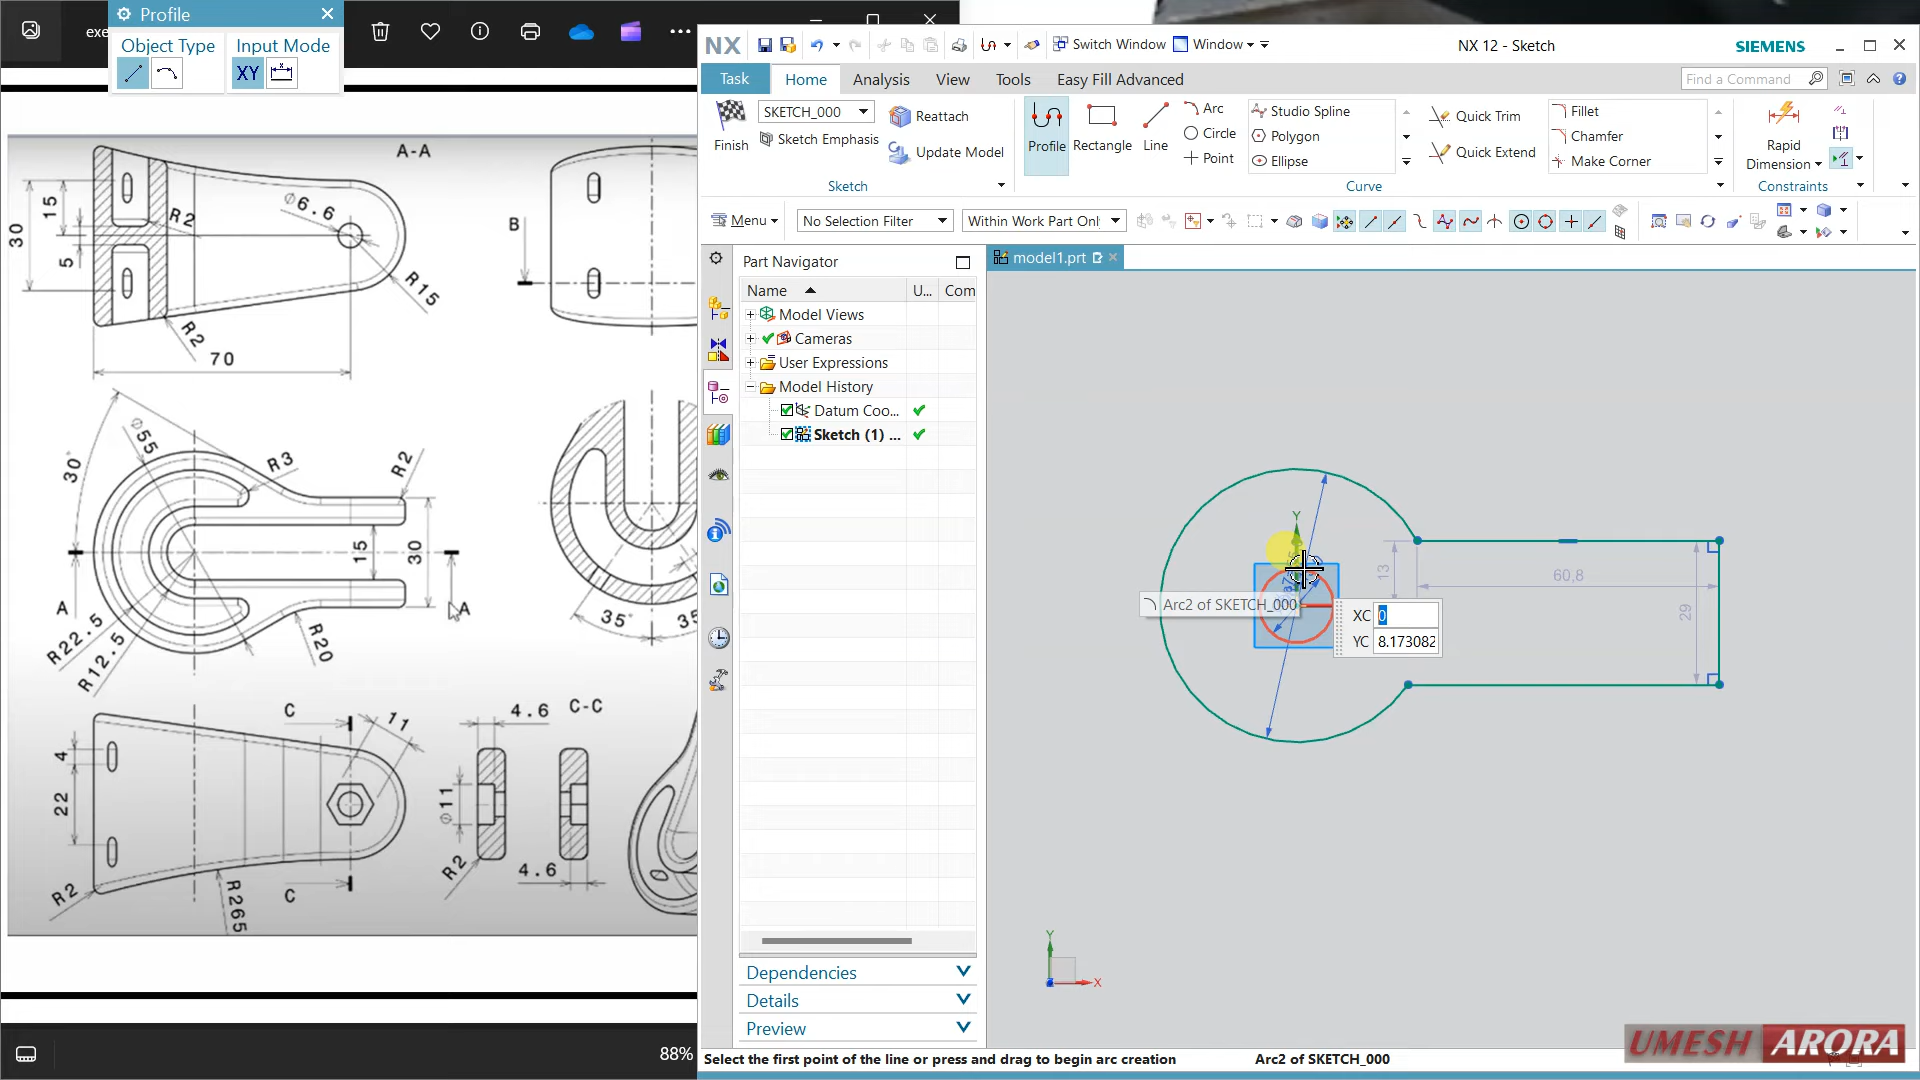 Profile
Object Type
Input Mode
XY
exe
A-A
15
30
5
R2
Ø6.6
R15
R2
70
B
Ø55
30°
R3
R2
15
30
A
A
R22.5
R12.5
R20
35°
35
C
11
4.6
C-C
4
22
Ø11
R2
4.6
R2
R265
C
88%
NX
Switch Window
Window
NX 12 - Sketch
SIEMENS
Task
Home
Analysis
View
Tools
Easy Fill Advanced
Find a Command
Finish
SKETCH_000
Sketch Emphasis
Reattach
Update Model
Sketch
Profile
Rectangle
Line
Arc
Circle
Point
Studio Spline
Polygon
Ellipse
Quick Trim
Quick Extend
Fillet
Chamfer
Make Corner
Curve
Rapid
Dimension
Constraints
Menu
No Selection Filter
Within Work Part Onl
Part Navigator
Name
U...
Com
Model Views
Cameras
User Expressions
Model History
Datum Coo...
Sketch (1) ...
Dependencies
Details
Preview
model1.prt
Y
13
60,8
29
Arc2 of SKETCH_000
XC 0
YC 8.173082
Y
X
Select the first point of the line or press and drag to begin arc creation
Arc2 of SKETCH_000
UMESH ARORA